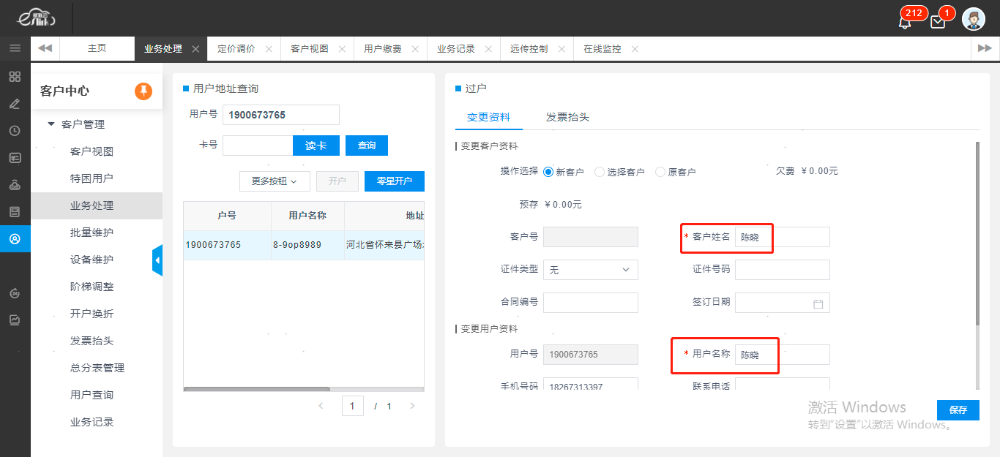 212
1
主页
业务处理
定价调价
客户视图
用户缴费
业务记录
远传控制
在线监控
客户中心
客户管理
客户视图
特困用户
业务处理
批量维护
设备维护
阶梯调整
开户换折
发票抬头
总分表管理
用户查询
业务记录
用户地址查询
用户号 1900673765
卡号 读卡 查询
更多按钮 开户 零星开户
户号 用户名称 地址
1900673765 8-9op8989 河北省怀来县广场
1 / 1
过户
变更资料 发票抬头
变更客户资料
操作选择 新客户 选择客户 原客户 欠费 ￥0.00元
预存 ￥0.00元
客户号 * 客户姓名 陈晓
证件类型 无 证件号码
合同编号 签订日期
变更用户资料
用户号 1900673765 * 用户名称 陈晓
手机号码 18267313397 联系电话
激活 Windows
转到"设置"以激活 Windows。
保存